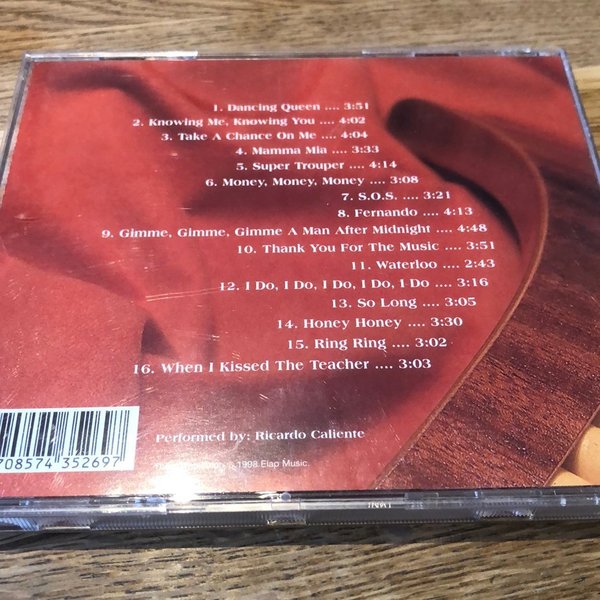 1. Dancing Queen .... 3:51
2. Knowing Me, Knowing You .... 4:02
3. Take A Chance On Me .... 4:04
4. Mamma Mia .... 3:33
5. Super Trouper .... 4:14
6. Money, Money, Money .... 3:08
7. S.O.S. .... 3:21
8. Fernando .... 4:13
9. Gimme, Gimme, Gimme A Man After Midnight .... 4:48
10. Thank You For The Music .... 3:51
11. Waterloo .... 2:43
12. I Do, I Do, I Do, I Do, I Do .... 3:16
13. So Long .... 3:05
14. Honey Honey .... 3:30
15. Ring Ring .... 3:02
16. When I Kissed The Teacher .... 3:03
Performed by: Ricardo Caliente
708574 352697
1998 Elap Music.